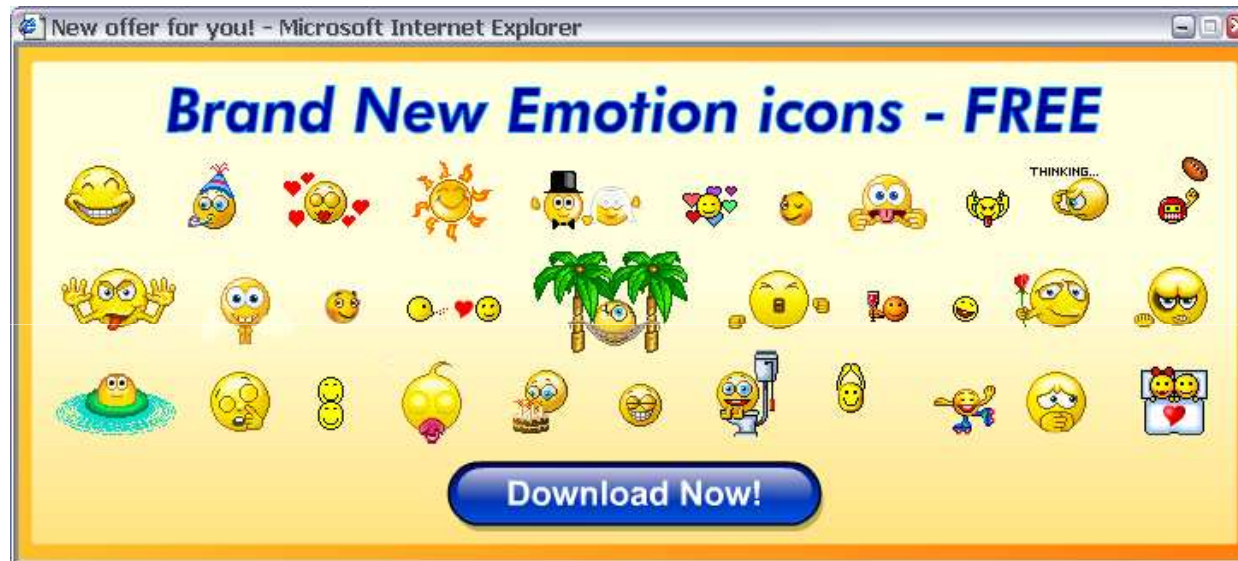 New offer for you! - Microsoft Internet Explorer
Brand New Emotion icons - FREE
THINKING...
Download Now!